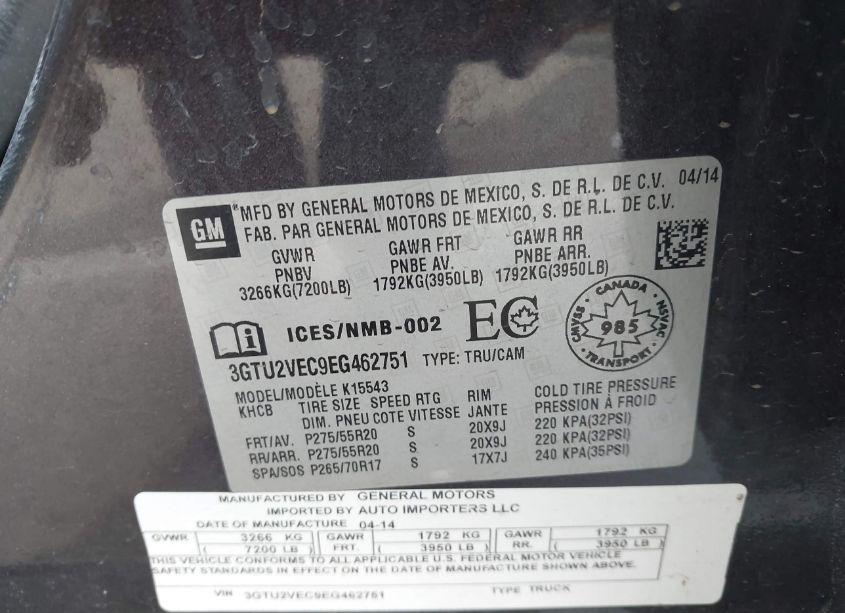 GM
*MFD BY GENERAL MOTORS DE MEXICO, S. DE R.L. DE C.V. 04/14
FAB. PAR GENERAL MOTORS DE MEXICO, S. DE R.L. DE C.V.
GVWR GAWR FRT GAWR RR
PNBV PNBE AV. PNBE ARR.
3266KG(7200LB) 1792KG(3950LB) 1792KG(3950LB)
i ICES/NMB-002 EC
CANADA
CMVSS 985 NSVAC
TRANSPORT
3GTU2VEC9EG462751 TYPE: TRU/CAM
MODEL/MODÈLE K15543
KHCB TIRE SIZE SPEED RTG RIM COLD TIRE PRESSURE
DIM. PNEU COTE VITESSE JANTE PRESSION À FROID
FRT/AV. P275/55R20 S 20X9J 220 KPA(32PSI)
RR/ARR. P275/55R20 S 20X9J 220 KPA(32PSI)
SPA/SOS P265/70R17 S 17X7J 240 KPA(35PSI)
MANUFACTURED BY GENERAL MOTORS
IMPORTED BY AUTO IMPORTERS LLC
DATE OF MANUFACTURE 04-14
GVWR 3266 KG GAWR 1792 KG GAWR 1792 KG
( 7200 LB ) FRT. ( 3950 LB ) RR. ( 3950 LB )
THIS VEHICLE CONFORMS TO ALL APPLICABLE U.S. FEDERAL MOTOR VEHICLE
SAFETY STANDARDS IN EFFECT ON THE DATE OF MANUFACTURE SHOWN ABOVE.
VIN 3GTU2VEC9EG462751 TYPE TRUCK